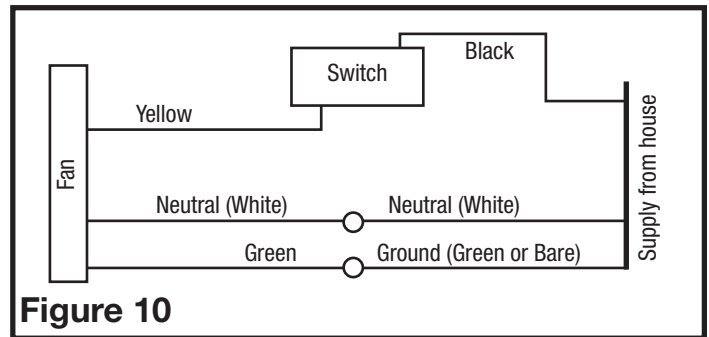 Black
Switch
Yellow
Fan
Supply from house
Neutral (White)
Neutral (White)
Green
Ground (Green or Bare)
Figure 10